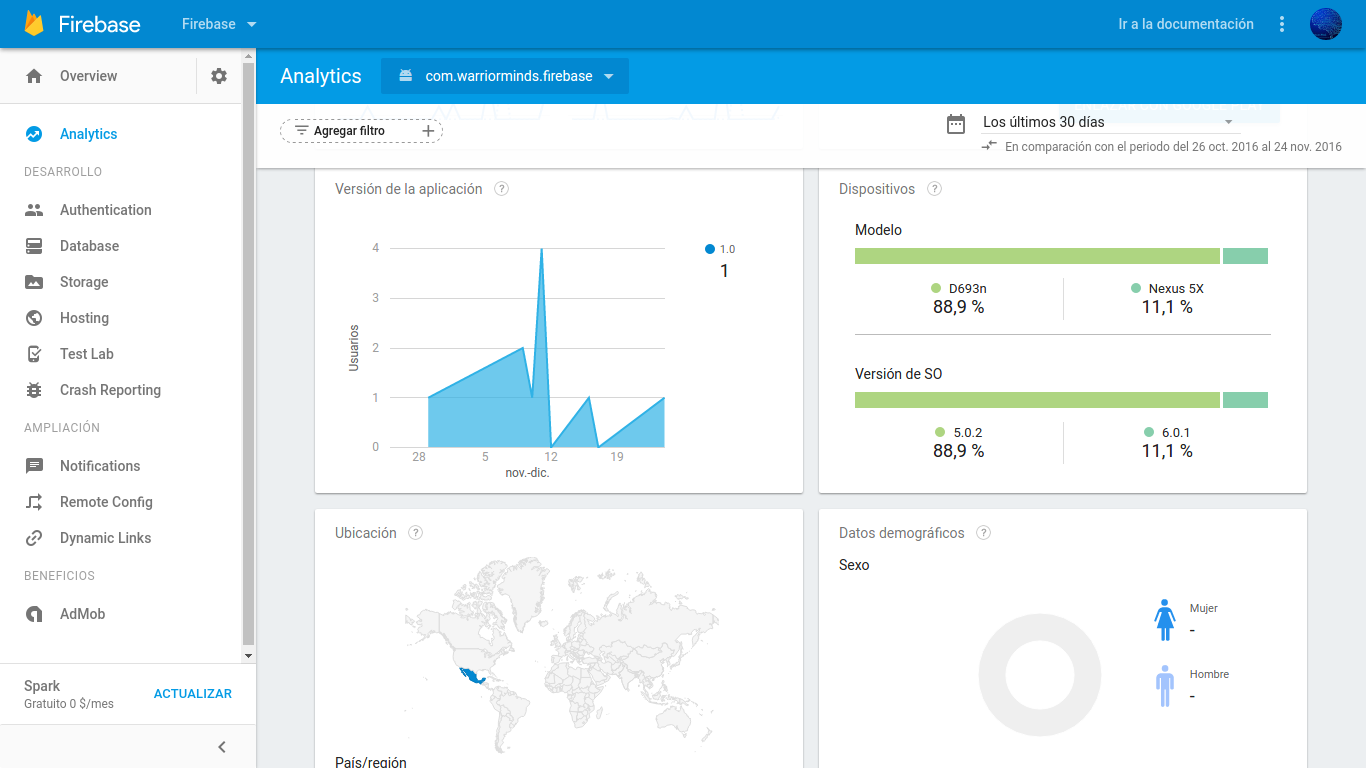 Firebase
Firebase
Ir a la documentación
Overview
Analytics
DESARROLLO
Authentication
Database
Storage
Hosting
Test Lab
Crash Reporting
AMPLIACIÓN
Notifications
Remote Config
Dynamic Links
BENEFICIOS
AdMob
Spark
Gratuito 0 $/mes
ACTUALIZAR
Analytics
com.warriorminds.firebase
Agregar filtro
Los últimos 30 días
En comparación con el periodo del 26 oct. 2016 al 24 nov. 2016
Versión de la aplicación ?
4
3
2
1
0
Usuarios
28 5 12 19
nov.-dic.
1.0
1
Dispositivos ?
Modelo
D693n
88,9 %
Nexus 5X
11,1 %
Versión de SO
5.0.2
88,9 %
6.0.1
11,1 %
Ubicación ?
País/región
Datos demográficos ?
Sexo
Mujer
-
Hombre
-